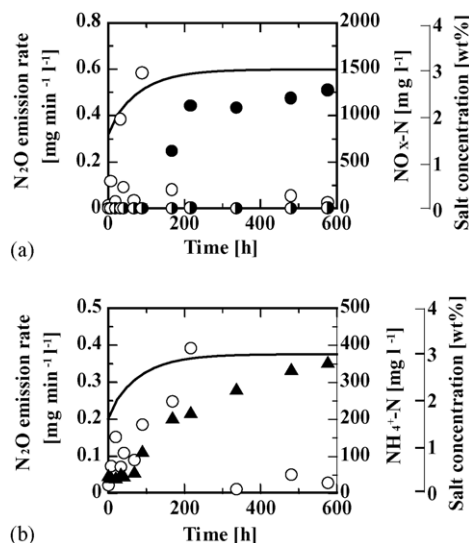 N₂O emission rate
[mg min ⁻¹ l⁻¹]
0.8
0.6
0.4
0.2
0
2000
1500
1000
500
0
NOₓ-N [mg l⁻¹]
4
3
2
1
0
Salt concentration [wt%]
0 200 400 600
Time [h]
(a)
N₂O emission rate
[mg min ⁻¹ l⁻¹]
0.5
0.4
0.3
0.2
0.1
0
500
400
300
200
100
0
NH₄⁺-N [mg l⁻¹]
4
3
2
1
0
Salt concentration [wt%]
0 200 400 600
Time [h]
(b)